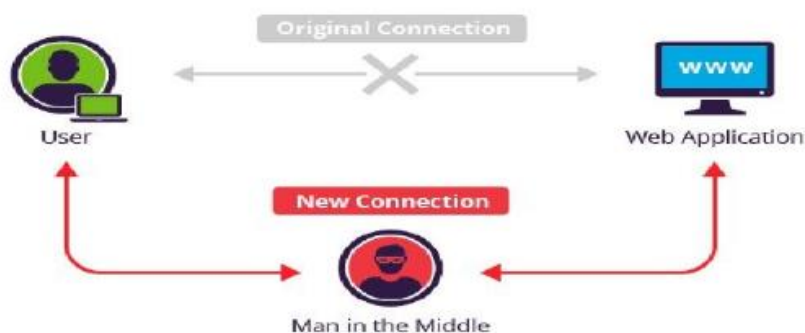 Original Connection
www
User
Web Application
New Connection
Man in the Middle